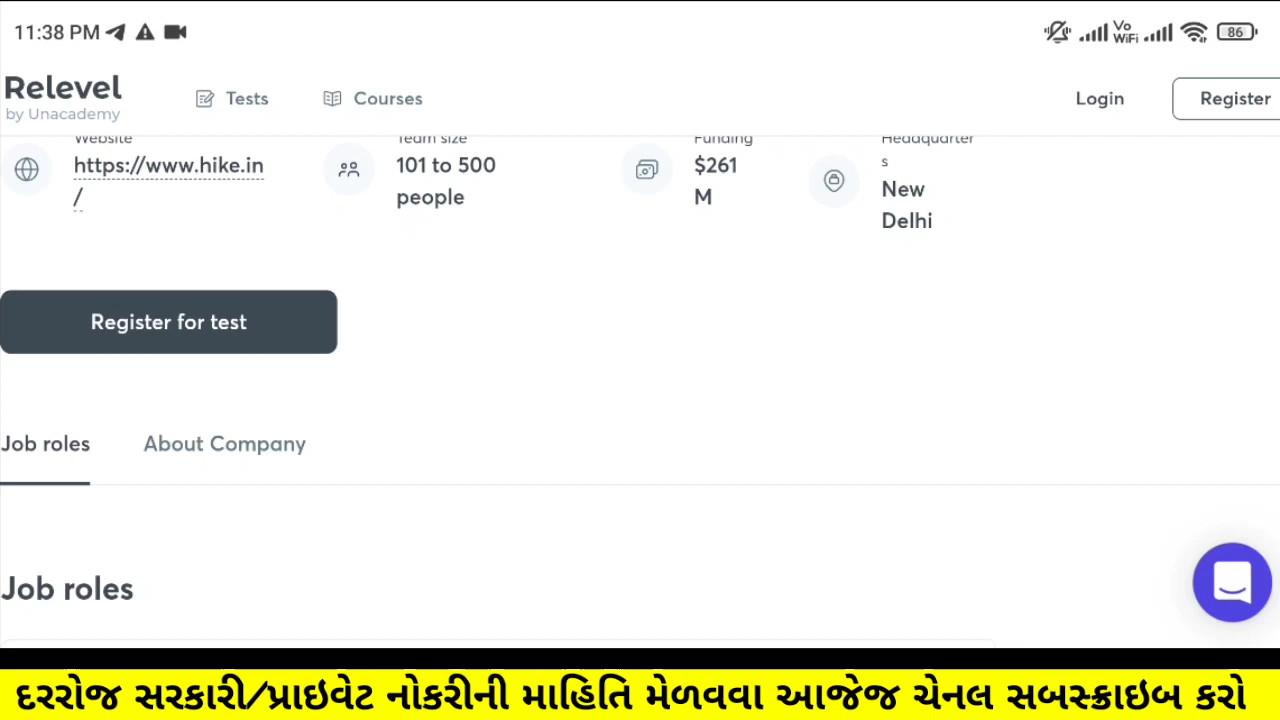 11:38 PM
Vo
WiFi
86
Relevel
by Unacademy
Tests
Courses
Login
Register
Website
https://www.hike.in
/
Team size
101 to 500
people
Funding
$261
M
Headquarter
s
New
Delhi
Register for test
Job roles
About Company
Job roles
દરરોજ સરકારી/પ્રાઇવેટ નોકરીની માહિતિ મેળવવા આજેજ ચેનલ સબસ્ક્રાઇબ કરો